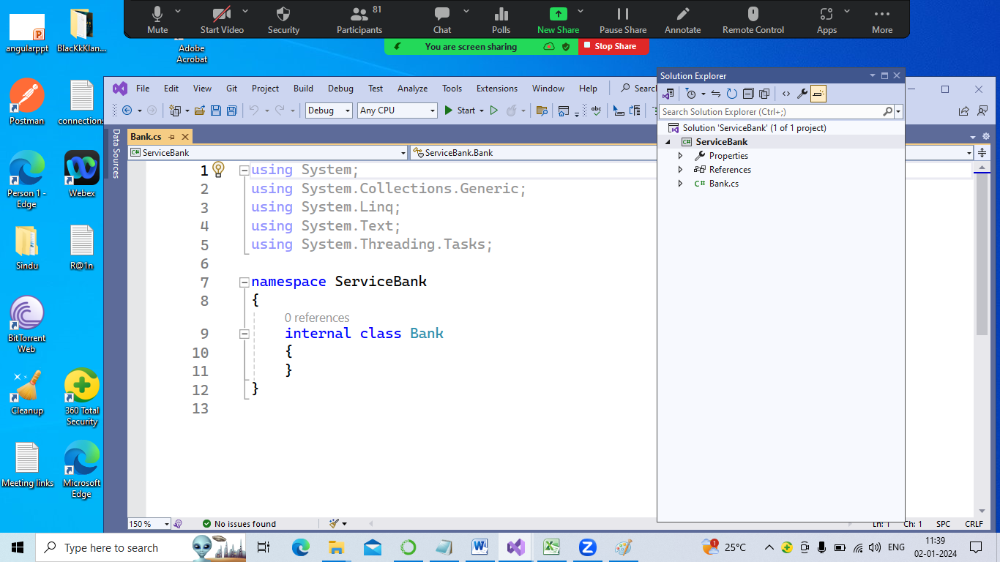 Mute
Start Video
Security
Participants
81
Chat
Polls
New Share
Pause Share
Annotate
Remote Control
Apps
More
You are screen sharing
Stop Share
angularppt
BlacKkKlan...
Adobe
Acrobat
Postman
connections
Person 1 -
Edge
Webex
Sindu
R@1n
BitTorrent
Web
Cleanup
360 Total
Security
Meeting links
Microsoft
Edge
File Edit View Git Project Build Debug Test Analyze Tools Extensions Window Help
Debug
Any CPU
Start
Data Sources
Bank.cs
ServiceBank
ServiceBank.Bank
1 using System;
2 using System.Collections.Generic;
3 using System.Linq;
4 using System.Text;
5 using System.Threading.Tasks;
6
7 namespace ServiceBank
8 {
0 references
9 internal class Bank
10 {
11 }
12 }
13
150 %
No issues found
Ln: 1 Ch: 1 SPC CRLF
Solution Explorer
Search Solution Explorer (Ctrl+;)
Solution 'ServiceBank' (1 of 1 project)
C# ServiceBank
Properties
References
C# Bank.cs
Type here to search
25°C
ENG
11:39
02-01-2024